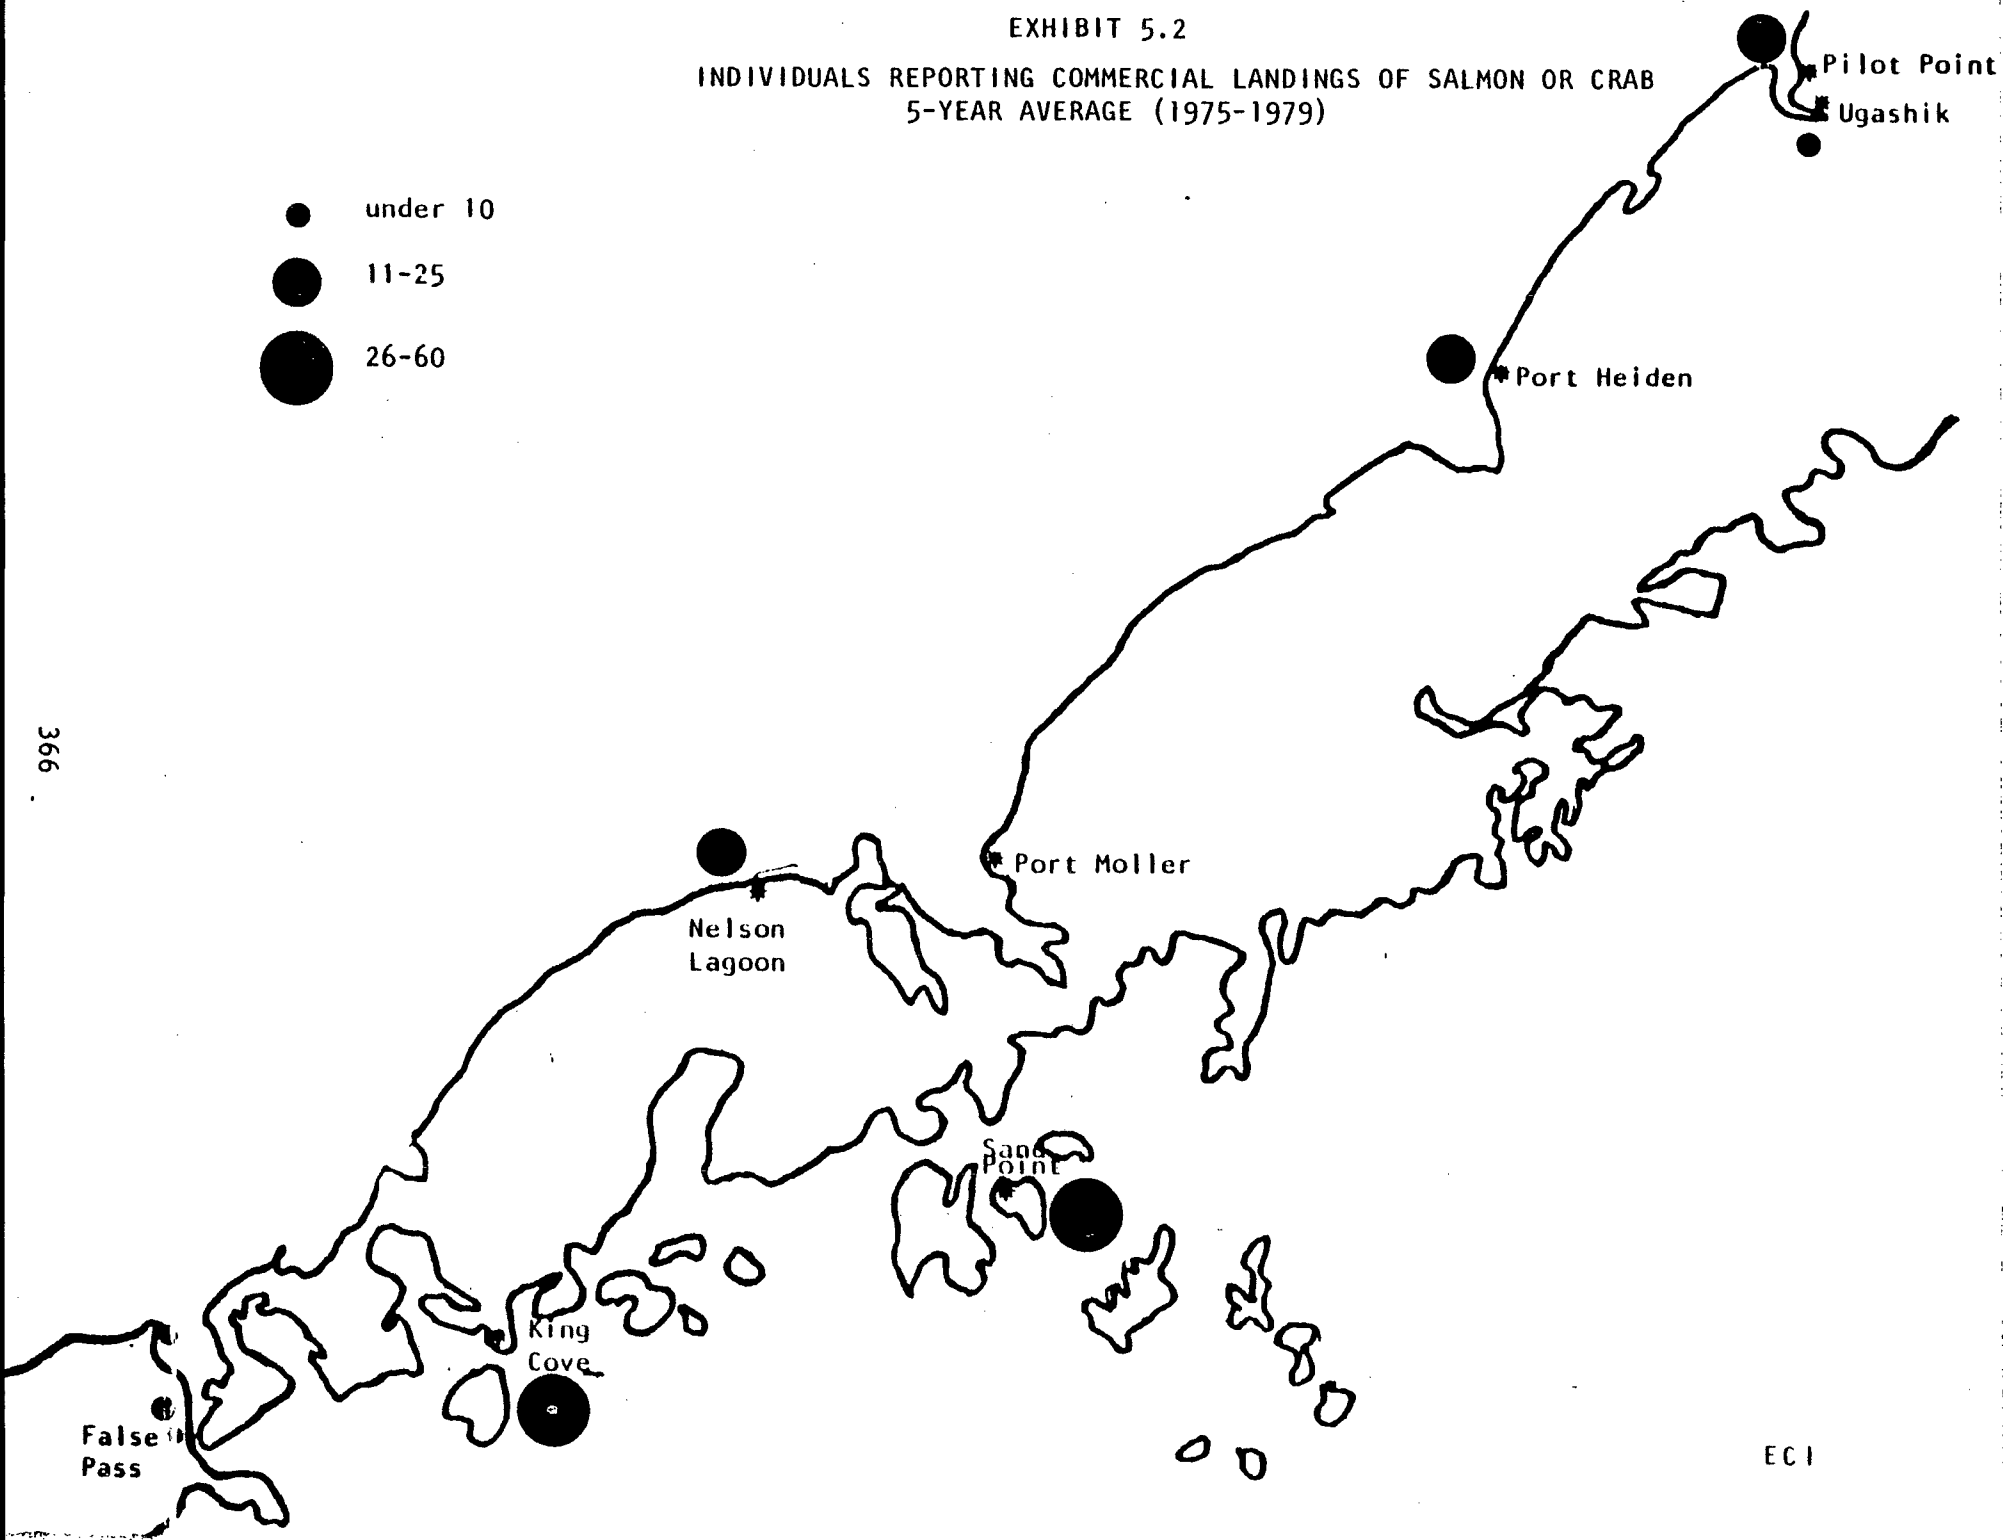 EXHIBIT 5.2
INDIVIDUALS REPORTING COMMERCIAL LANDINGS OF SALMON OR CRAB
5-YEAR AVERAGE (1975-1979)
Pilot Point
Ugashik
under 10
11-25
26-60
Port Heiden
366
Port Moller
Nelson
Lagoon
Sand
Point
King
Cove
False
Pass
ECI